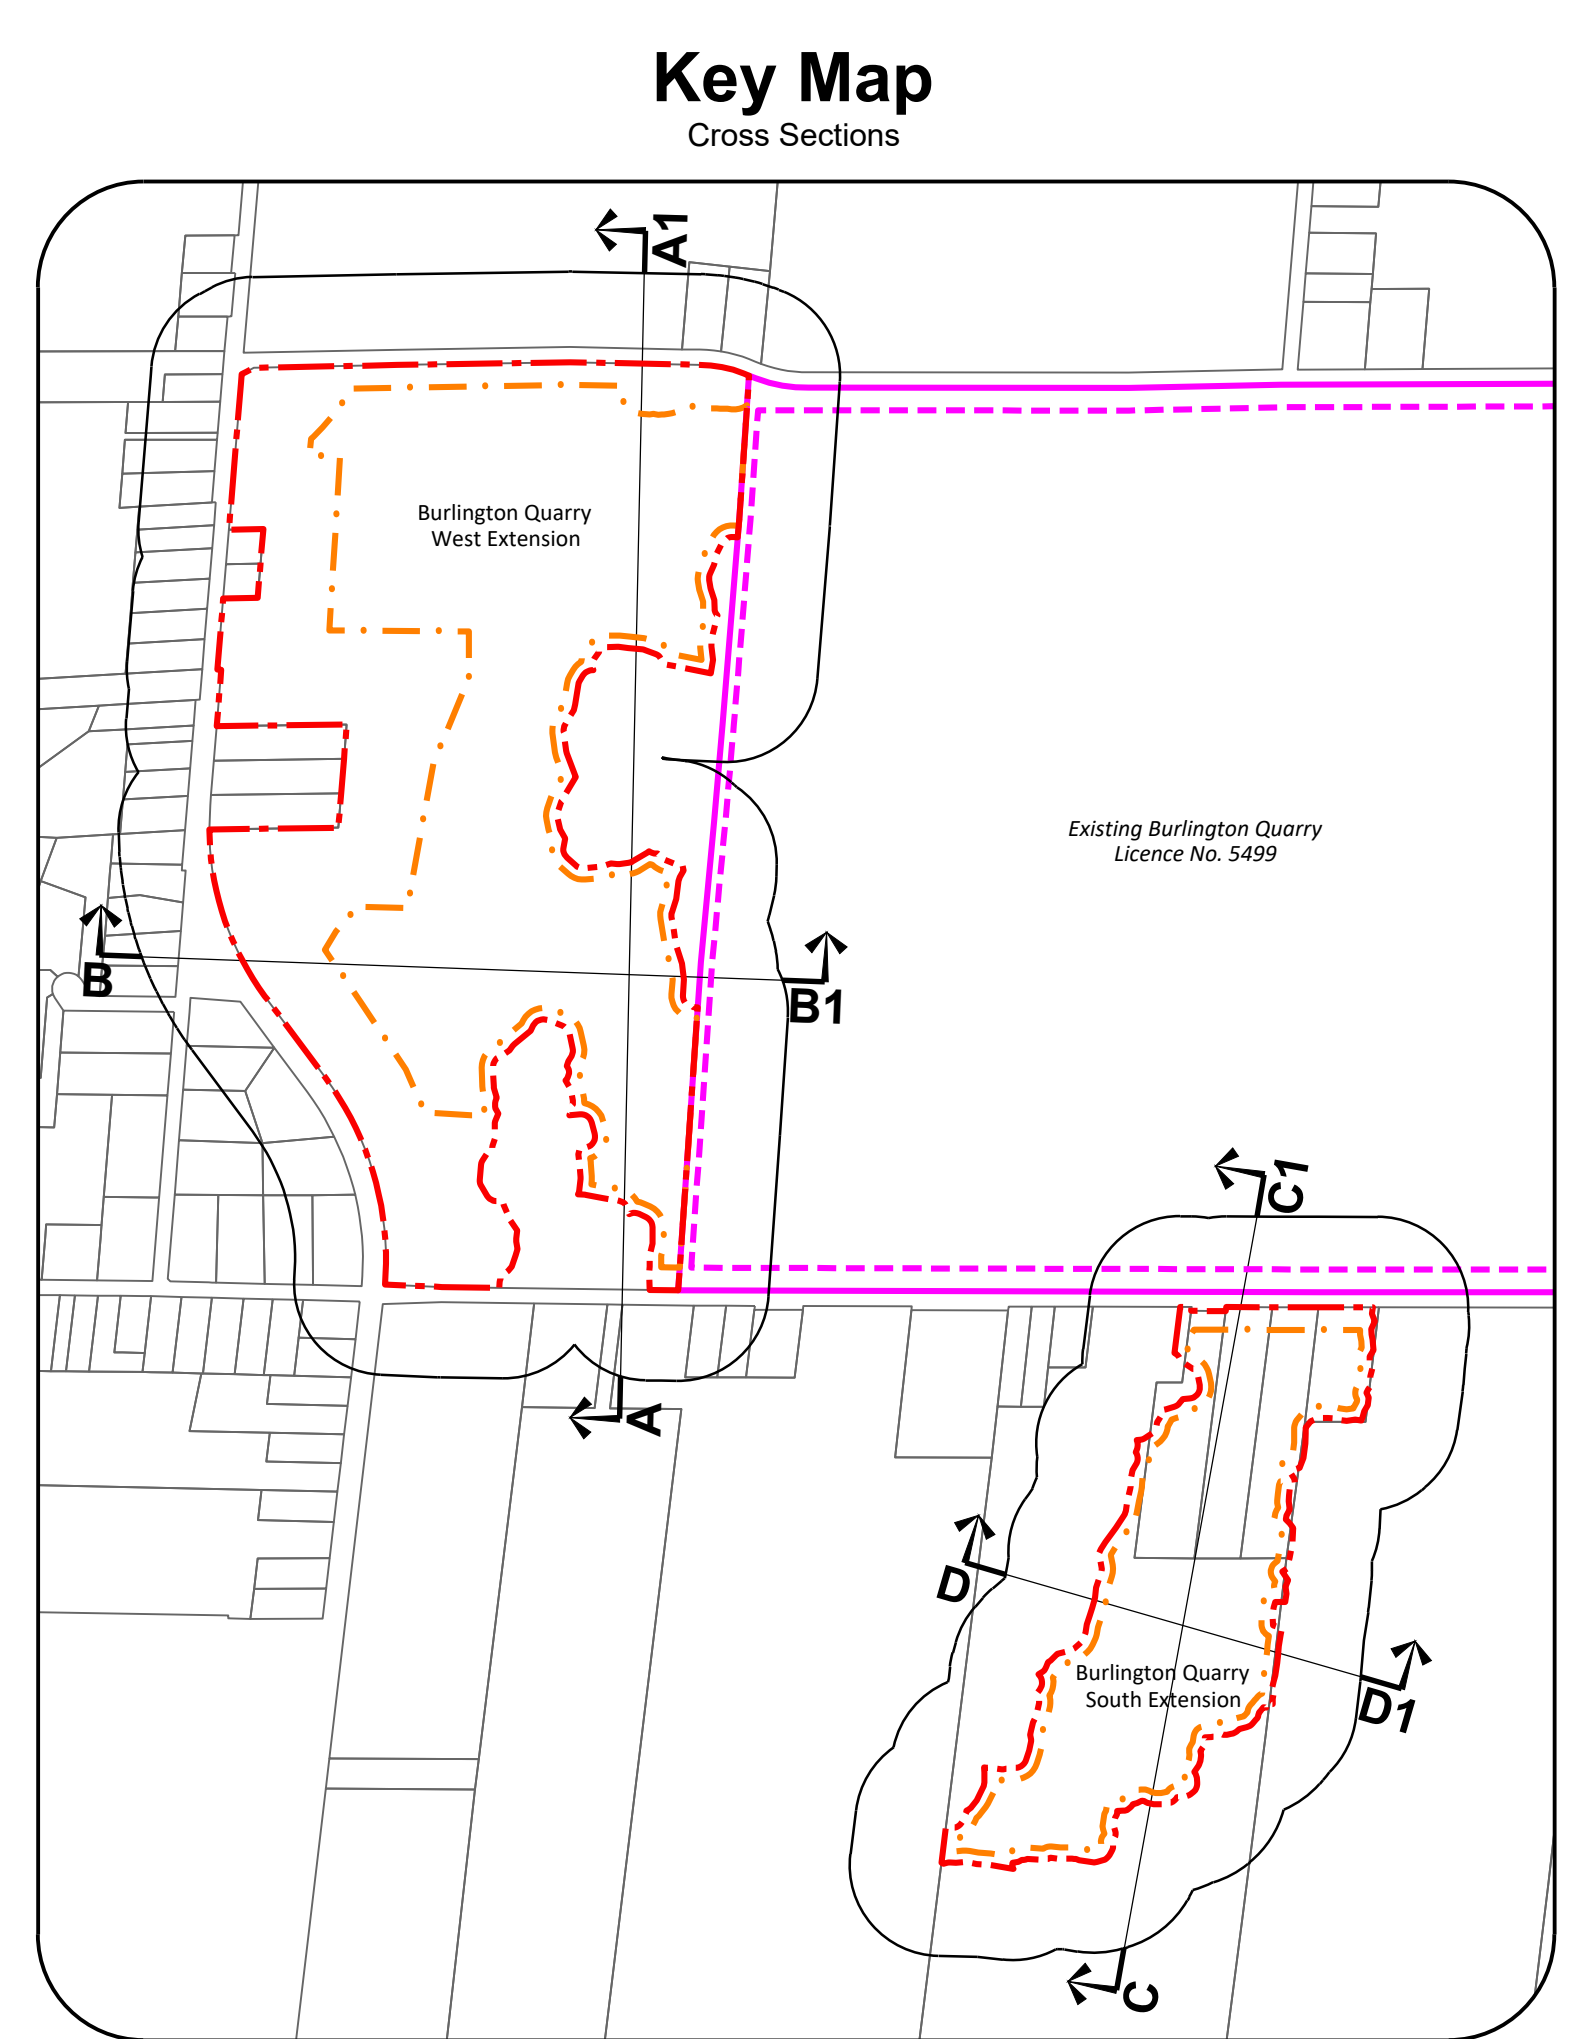 Key Map
Cross Sections
A1
Burlington Quarry
West Extension
Existing Burlington Quarry
Licence No. 5499
B
B1
C1
A
D
Burlington Quarry
South Extension
D1
C